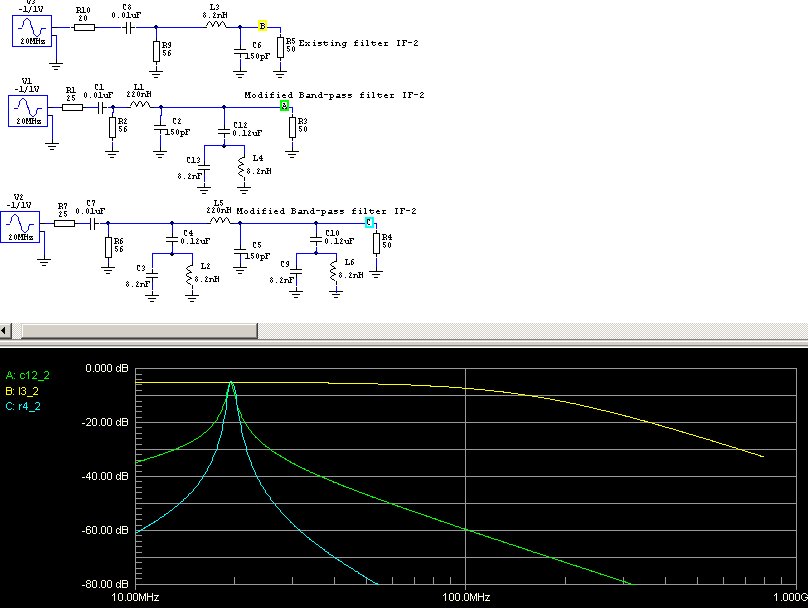 V3
-1/1V
20MHz
R10
20
C8
0.01uF
R9
56
L3
8.2nH
B
C6
150pF
R5
50
Existing filter IF-2
V1
-1/1V
20MHz
R1
25
C1
0.01uF
R2
56
L1
220nH
C2
150pF
Modified Band-pass filter IF-2
A
C12
0.12uF
C13
8.2nF
L4
8.2nH
R3
50
V2
-1/1V
20MHz
R7
25
C7
0.01uF
R6
56
C4
0.12uF
C3
8.2nF
L2
8.2nH
L5
220nH
Modified Band-pass filter IF-2
C5
150pF
C10
0.12uF
C9
8.2nF
L6
8.2nH
C
R4
50
A: c12_2
B: l3_2
C: r4_2
0.000 dB
-20.00 dB
-40.00 dB
-60.00 dB
-80.00 dB
10.00MHz
100.0MHz
1.000G